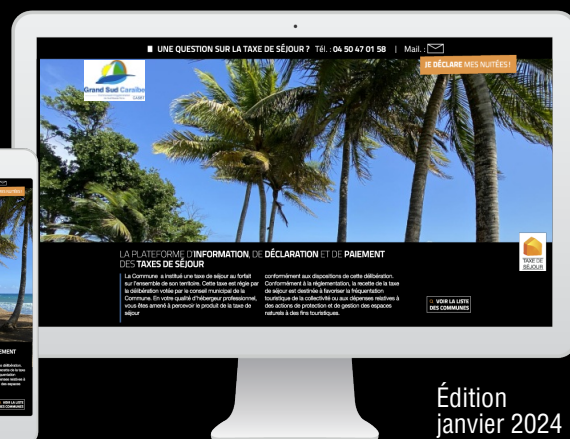 UNE QUESTION SUR LA TAXE DE SÉJOUR ? Tél. : 04 50 47 01 58 | Mail. :
JE DÉCLARE MES NUITÉES !
Grand Sud Caraïbe
LA PLATEFORME D'INFORMATION, DE DÉCLARATION ET DE PAIEMENT
DES TAXES DE SÉJOUR
La Commune a institué une taxe de séjour au forfait
sur l'ensemble de son territoire. Cette taxe est régie par
la délibération votée par le conseil municipal de la
Commune. En votre qualité d'hébergeur professionnel,
vous êtes amené à percevoir le produit de la taxe de
séjour
conformément aux dispositions de cette délibération.
Conformément à la réglementation, la recette de la taxe
de séjour est destinée à favoriser la fréquentation
touristique de la collectivité ou aux dépenses relatives à
des actions de protection et de gestion des espaces
naturels à des fins touristiques.
TAXE DE
SÉJOUR
VOIR LA LISTE
DES COMMUNES
Édition
janvier 2024